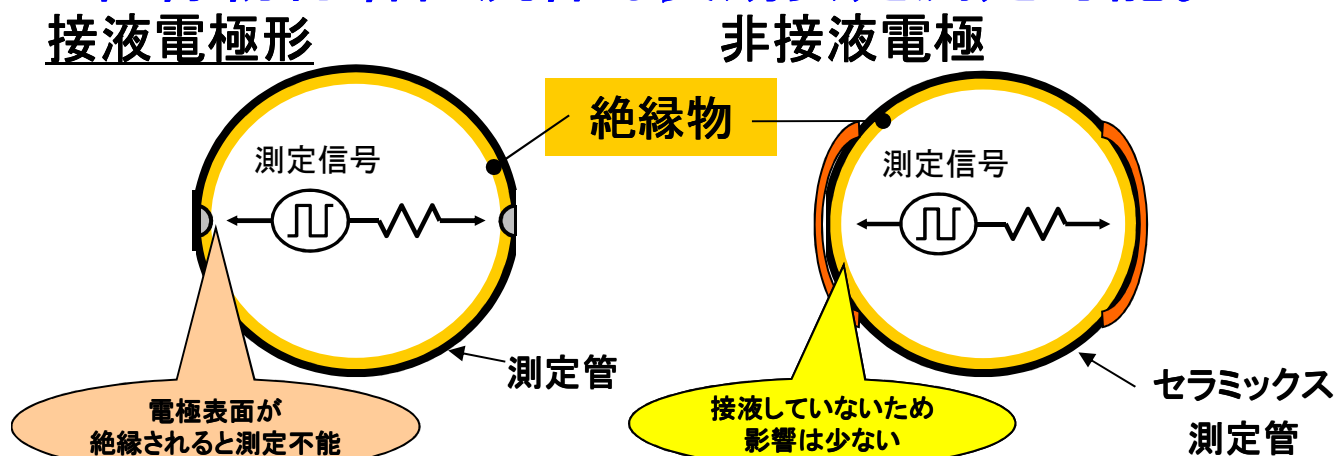 接液電極形
非接液電極
絶縁物
測定信号
測定信号
測定管
セラミックス
測定管
電極表面が
絶縁されると測定不能
接液していないため
影響は少ない